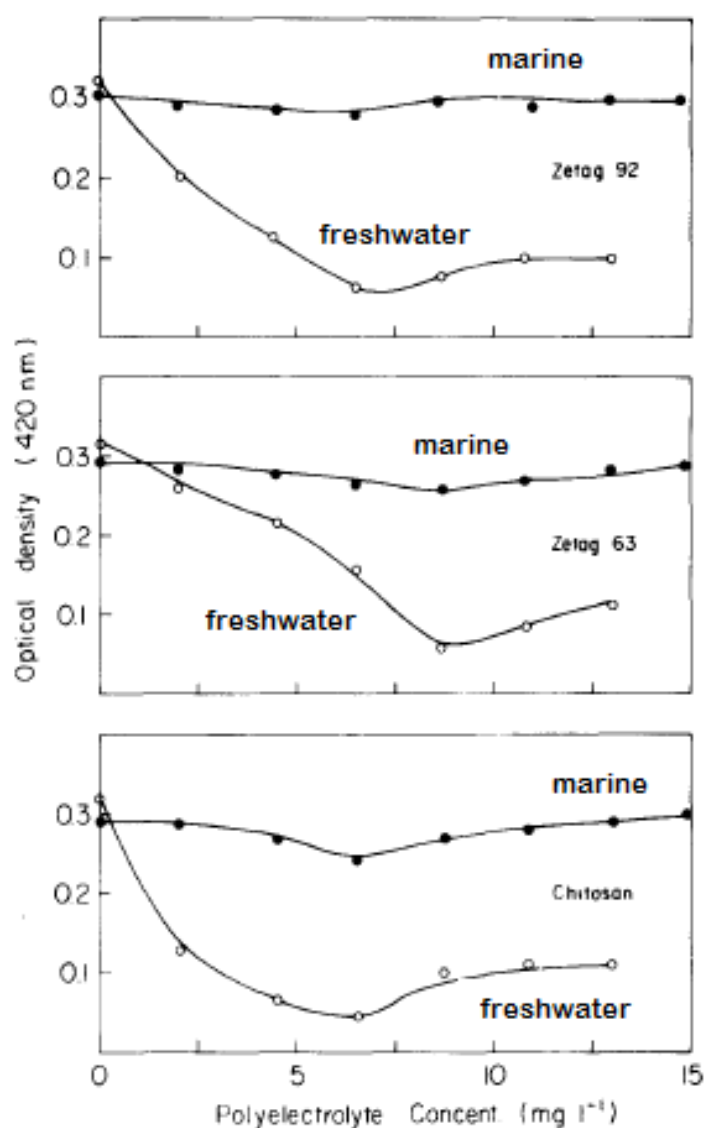 marine
0.3
0.2
Zetag 92
freshwater
0.1
marine
0.3
0.2
Zetag 63
0.1
freshwater
Optical density (420 nm)
marine
0.3
0.2
Chitosan
0.1
freshwater
0 5 10 15
Polyelectrolyte Concent. (mg l⁻¹)